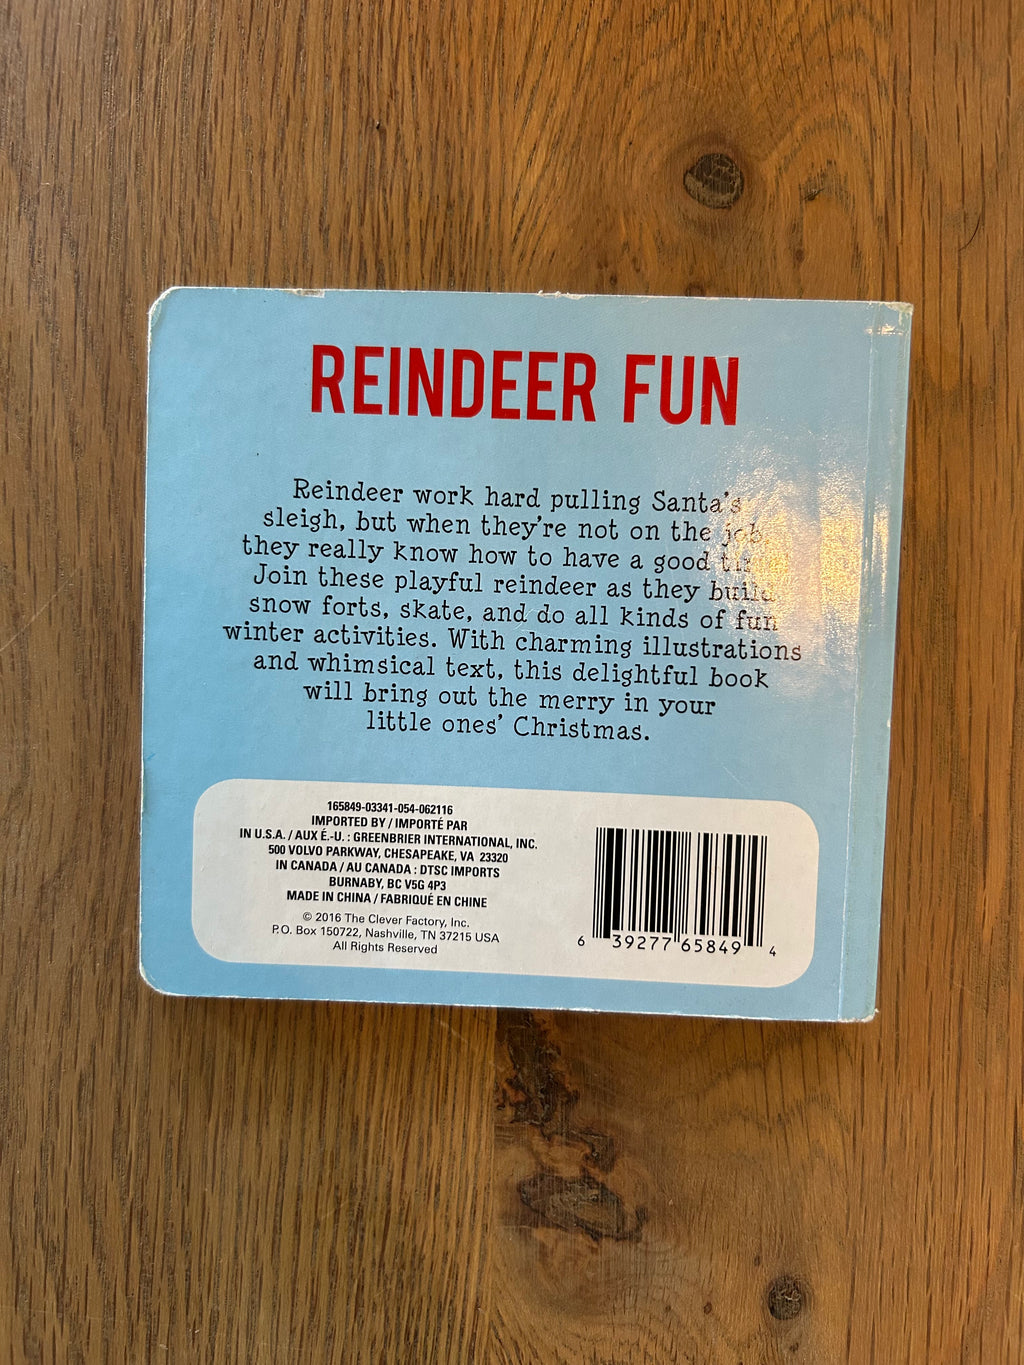 REINDEER FUN
Reindeer work hard pulling Santa's
sleigh, but when they're not on the job,
they really know how to have a good
Join these playful reindeer as they build
snow forts, skate, and do all kinds of fun
winter activities. With charming illustrations
and whimsical text, this delightful book
will bring out the merry in your
little ones' Christmas.
165849-03341-054-062116
IMPORTED BY / IMPORTÉ PAR
IN U.S.A. / AUX É.-U. : GREENBRIER INTERNATIONAL, INC.
500 VOLVO PARKWAY, CHESAPEAKE, VA 23320
IN CANADA / AU CANADA : DTSC IMPORTS
BURNABY, BC V5G 4P3
MADE IN CHINA / FABRIQUÉ EN CHINE
© 2016 The Clever Factory, Inc.
P.O. Box 150722, Nashville, TN 37215 USA
All Rights Reserved
6 39277 65849 4